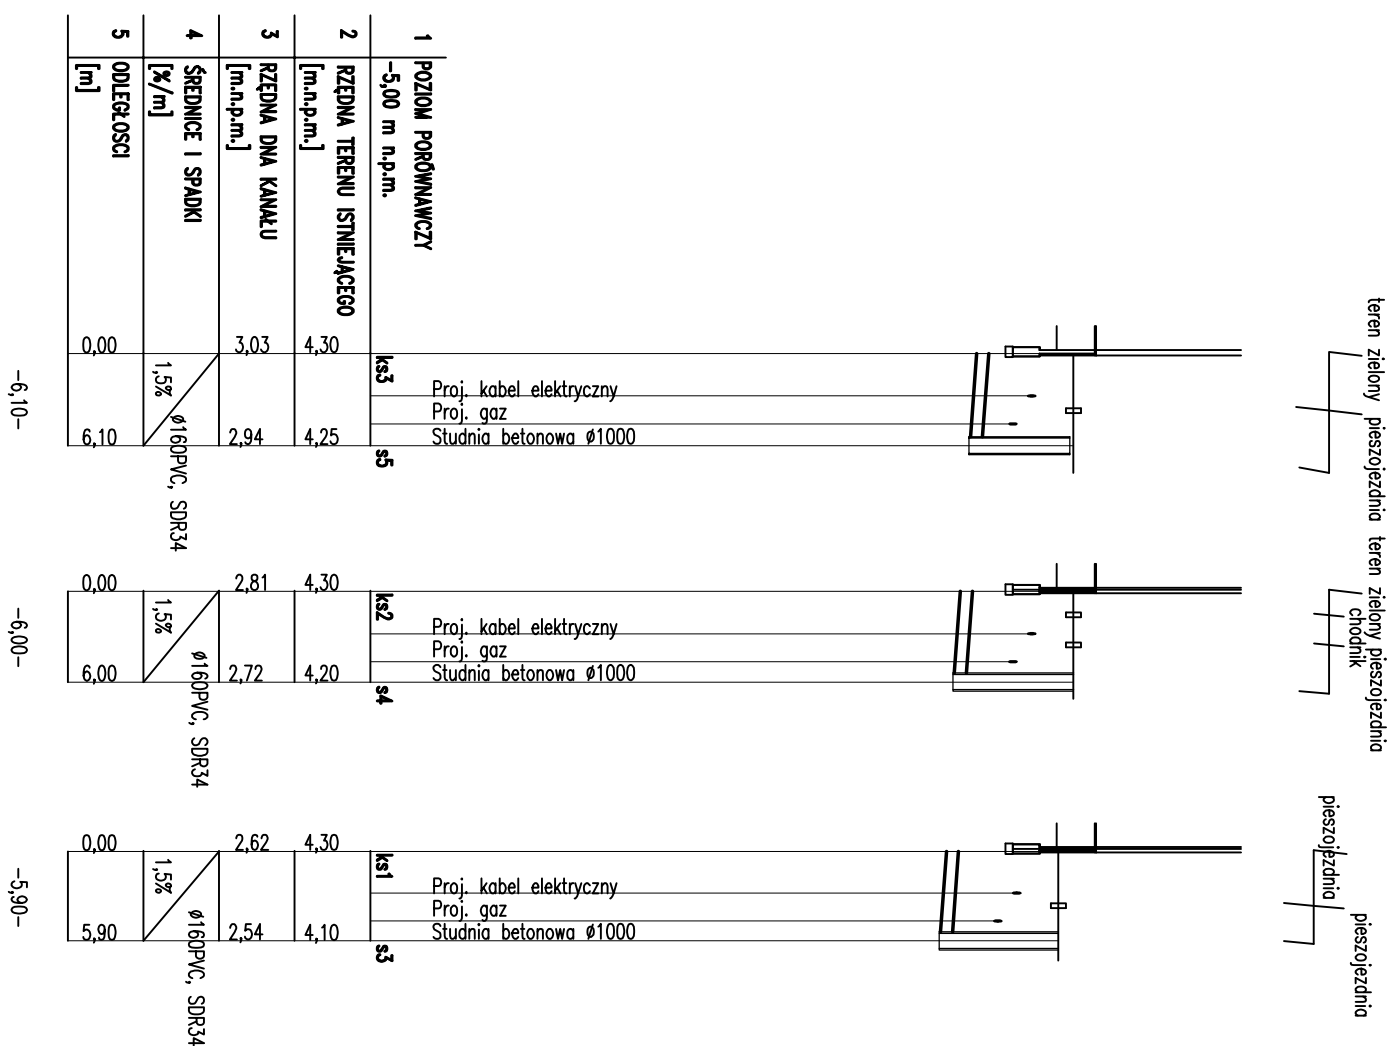 1 POZIOM PORÓWNAWCZY
-5,00 m n.p.m.
2 RZĘDNA TERENU ISTNIEJĄCEGO
[m.n.p.m.]
3 RZĘDNA DNA KANAŁU
[m.n.p.m.]
4 ŚREDNICE I SPADKI
[%/m]
5 ODLEGŁOSCI
[m]
teren zielony
pieszojezdnia
ks3
Proj. kabel elektryczny
Proj. gaz
Studnia betonowa ø1000
s5
4,30
4,25
3,03
2,94
1,5%
ø160PVC, SDR34
0,00
6,10
-6,10-
teren zielony
chodnik
pieszojezdnia
ks2
Proj. kabel elektryczny
Proj. gaz
Studnia betonowa ø1000
s4
4,30
4,20
2,81
2,72
1,5%
ø160PVC, SDR34
0,00
6,00
-6,00-
pieszojezdnia
pieszojezdnia
ks1
Proj. kabel elektryczny
Proj. gaz
Studnia betonowa ø1000
s3
4,30
4,10
2,62
2,54
1,5%
ø160PVC, SDR34
0,00
5,90
-5,90-